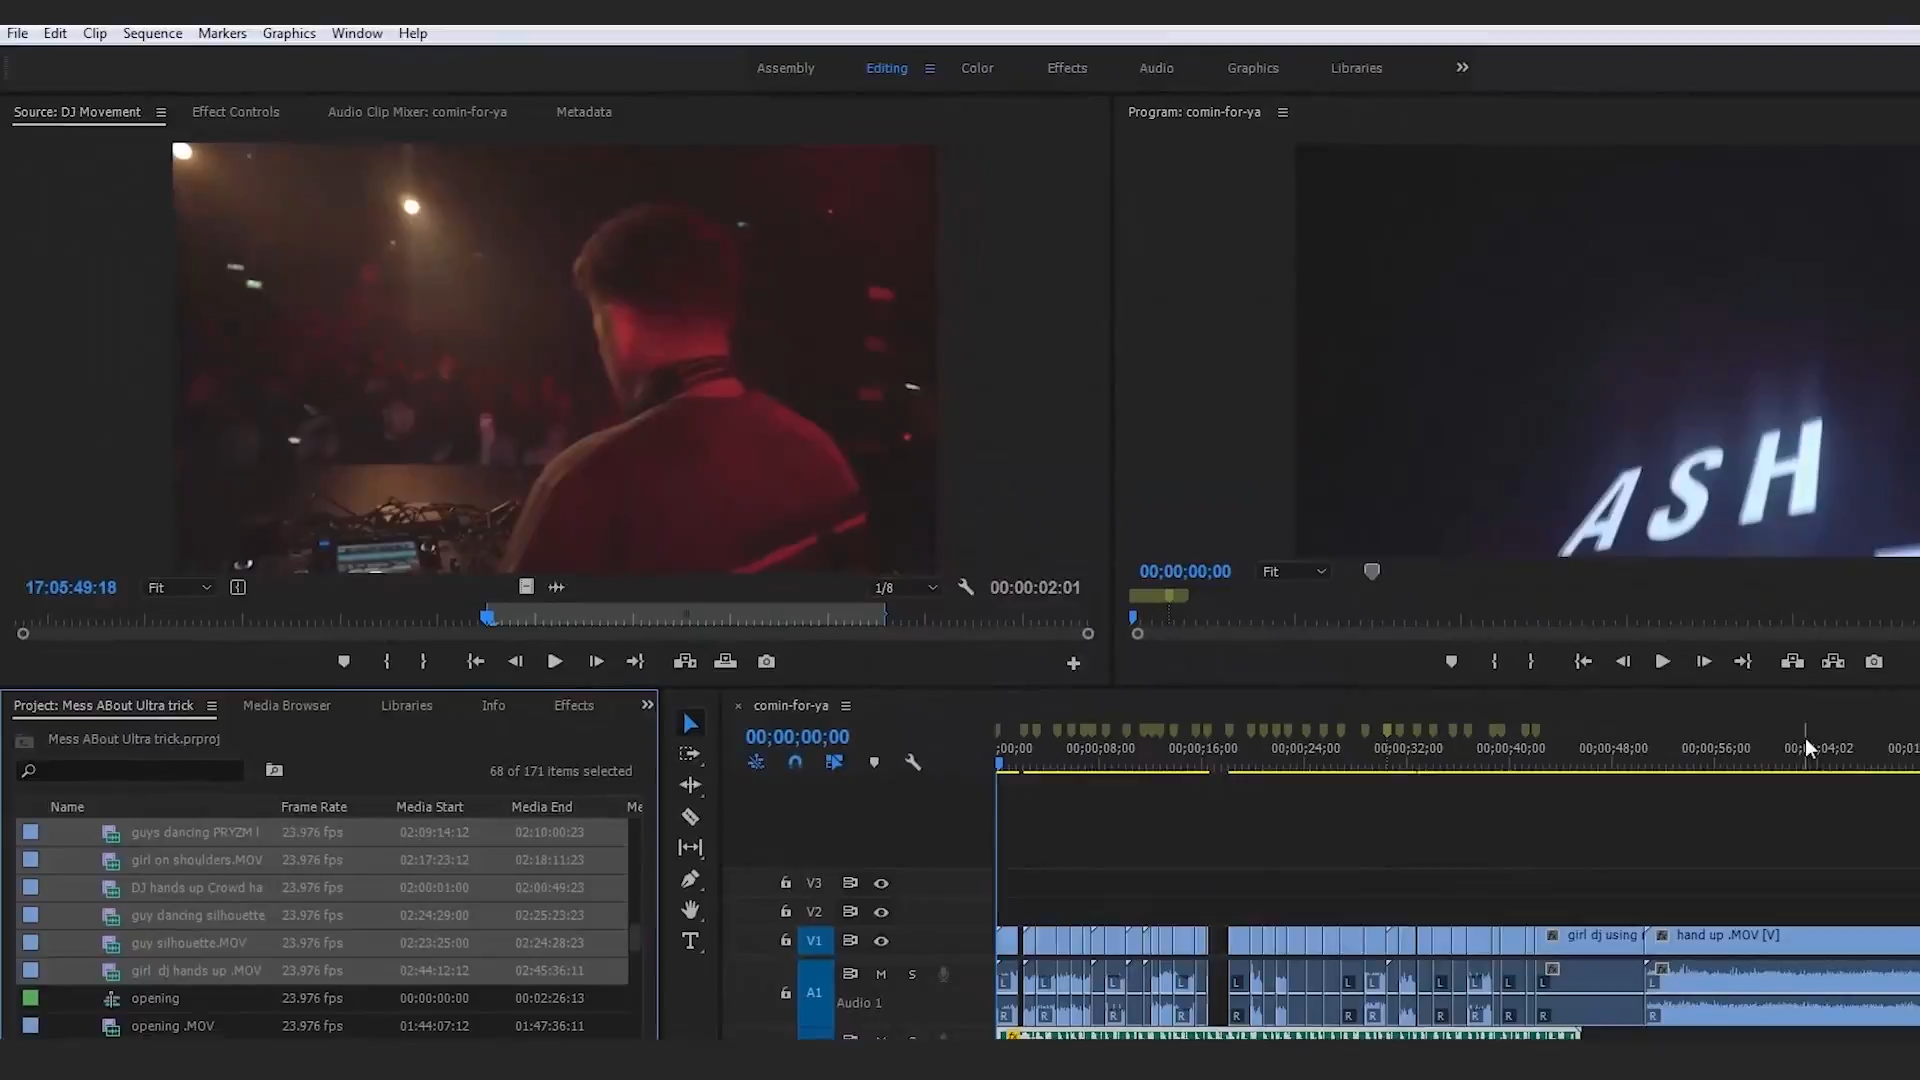 File Edit Clip Sequence Markers Graphics Window Help
Assembly Editing Color Effects Audio Graphics Libraries
Source: DJ Movement Effect Controls Audio Clip Mixer: comin-for-ya Metadata
Program: comin-for-ya
ASH
17:05:49:18 Fit 1/8 00:00:02:01
00;00;00;00 Fit
Project: Mess ABout Ultra trick Media Browser Libraries Info Effects
Mess ABout Ultra trick.prproj
68 of 171 items selected
Name Frame Rate Media Start Media End Me
guys dancing PRYZM 23.976 fps 02:09:14:12 02:10:00:23
girl on shoulders.MOV 23.976 fps 02:17:23:12 02:18:11:23
DJ hands up Crowd ha 23.976 fps 02:00:01:00 02:00:49:23
guy dancing silhouette 23.976 fps 02:24:29:00 02:25:23:23
guy silhouette.MOV 23.976 fps 02:23:25:00 02:24:28:23
girl dj hands up .MOV 23.976 fps 02:44:12:12 02:45:36:11
opening 23.976 fps 00:00:00:00 00:02:26:13
opening .MOV 23.976 fps 01:44:07:12 01:47:36:11
× comin-for-ya
00;00;00;00
;00;00 00;00;08;00 00;00;16;00 00;00;24;00 00;00;32;00 00;00;40;00 00;00;48;00 00;00;56;00
V3
V2
V1
girl dj using hand up .MOV [V]
A1 M S
Audio 1
L L L L L L L L L L L
R R R R R R R R R R R